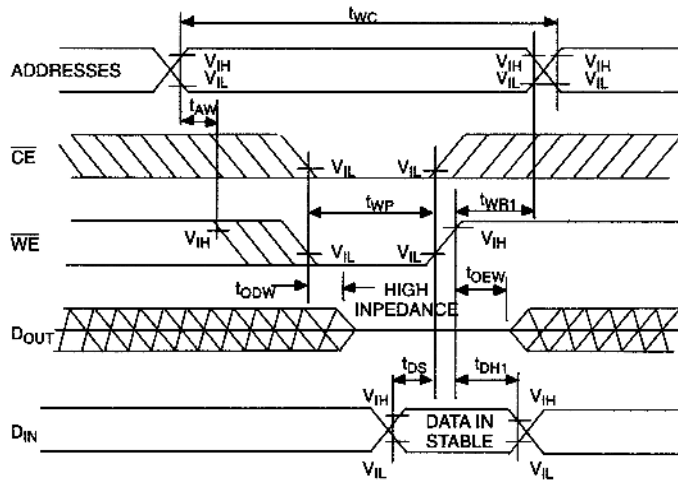 tWC
ADDRESSES
VIH
VIL
VIH
VIL
VIH
VIL
tAW
CE
VIL
VIL
tWP
tWR1
WE
VIH
VIL
VIL
VIH
tODW
HIGH
INPEDANCE
tOEW
DOUT
tDS
tDH1
VIH
VIH
DIN
DATA IN
STABLE
VIL
VIL